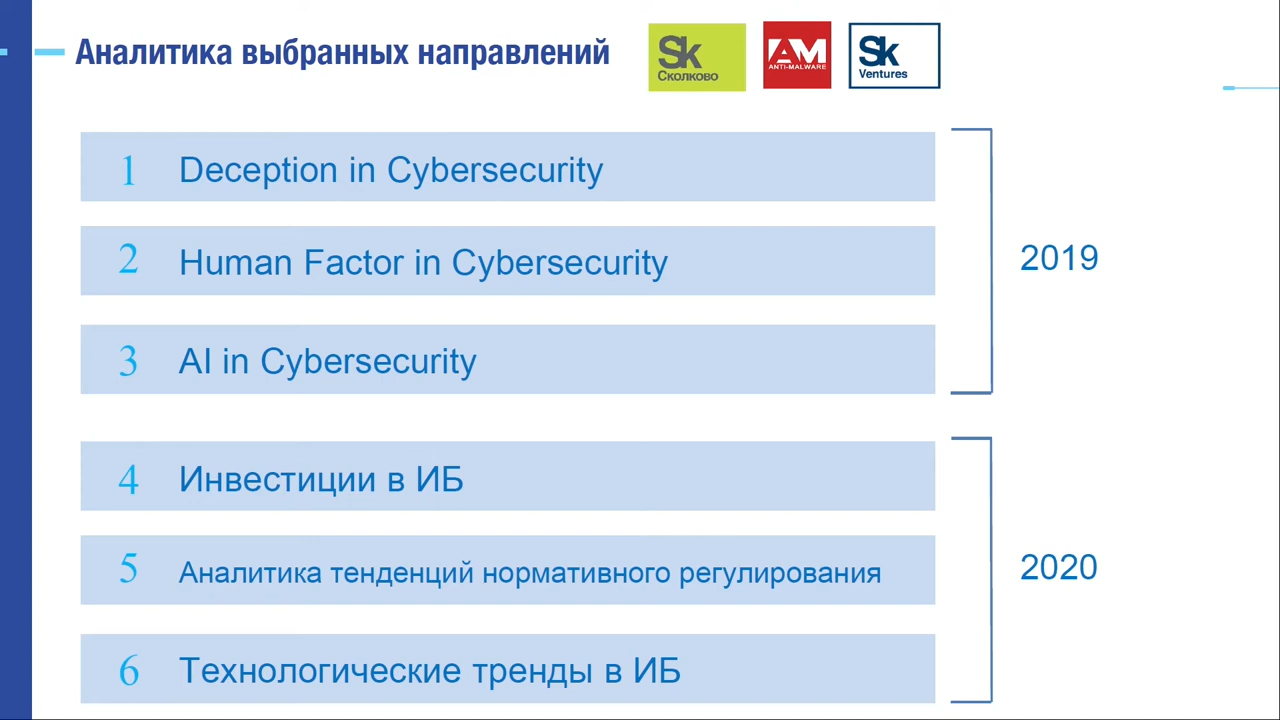 Аналитика выбранных направлений
Sk
Сколково
AM
ANTI-MALWARE
Sk
Ventures
1 Deception in Cybersecurity
2 Human Factor in Cybersecurity
3 AI in Cybersecurity
2019
4 Инвестиции в ИБ
5 Аналитика тенденций нормативного регулирования
6 Технологические тренды в ИБ
2020